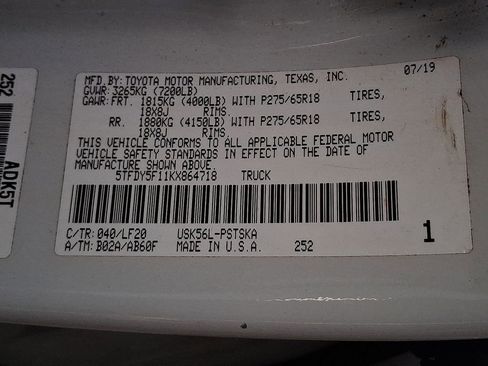 MFD.BY:TOYOTA MOTOR MANUFACTURING, TEXAS, INC. 07/19
GVWR: 3265KG (7200LB)
GAWR:FRT. 1815KG (4000LB) WITH P275/65R18 TIRES,
18X8J RIMS.
RR. 1880KG (4150LB) WITH P275/65R18 TIRES,
18X8J RIMS.
THIS VEHICLE CONFORMS TO ALL APPLICABLE FEDERAL MOTOR
VEHICLE SAFETY STANDARDS IN EFFECT ON THE DATE OF
MANUFACTURE SHOWN ABOVE
5TFDY5F11KX864718 TRUCK
C/TR: 040/LF20 USK56L-PSTSKA
A/TM: B02A/AB60F MADE IN U.S.A. 252
1
252
ADK5T